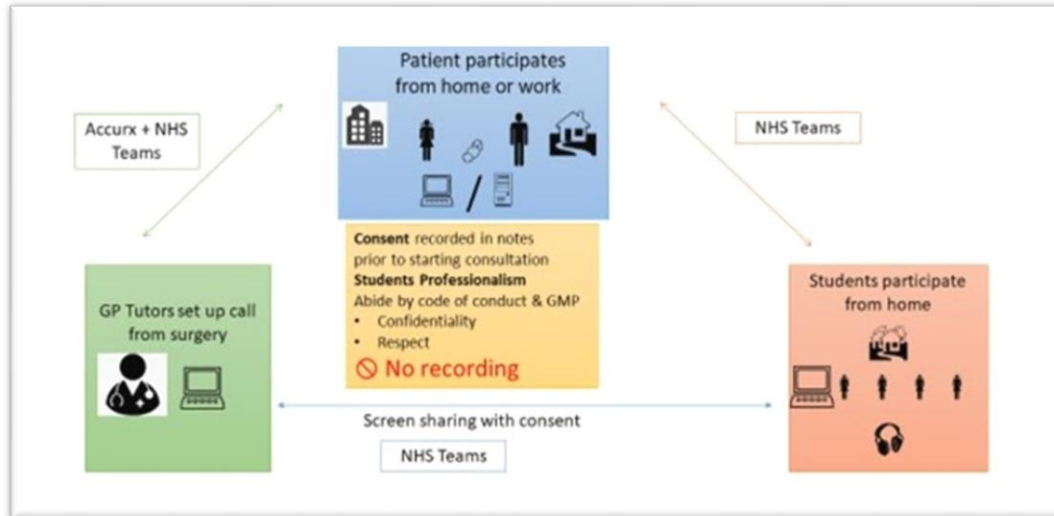 Patient participates
from home or work
Accurx + NHS
Teams
NHS Teams
Consent recorded in notes
prior to starting consultation
Students Professionalism
Abide by code of conduct & GMP
• Confidentiality
• Respect
No recording
GP Tutors set up call
from surgery
Students participate
from home
Screen sharing with consent
NHS Teams